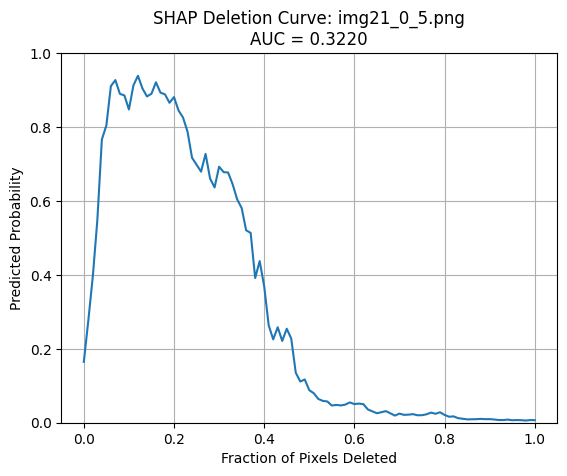 SHAP Deletion Curve: img21_0_5.png
AUC = 0.3220
1.0
0.8
0.6
0.4
0.2
0.0
Predicted Probability
0.0 0.2 0.4 0.6 0.8 1.0
Fraction of Pixels Deleted